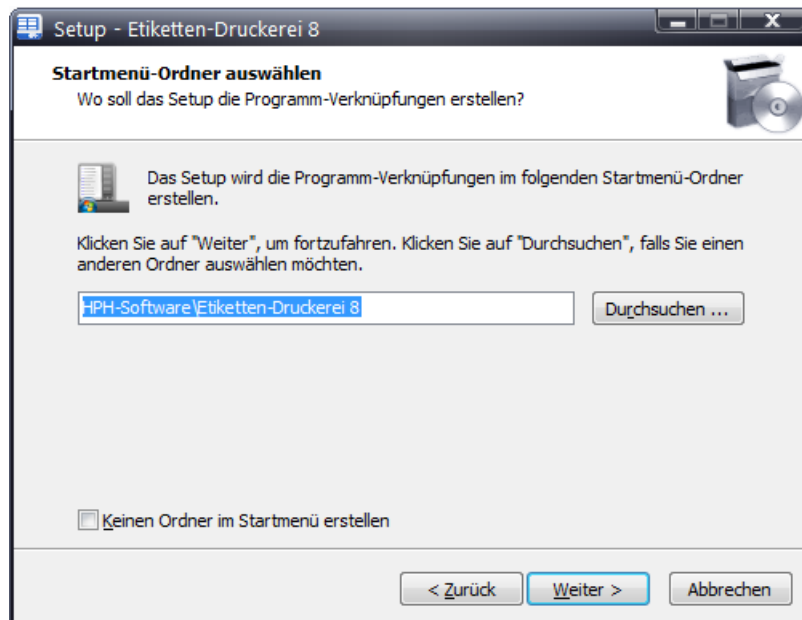 Setup - Etiketten-Druckerei 8
Startmenü-Ordner auswählen
Wo soll das Setup die Programm-Verknüpfungen erstellen?
Das Setup wird die Programm-Verknüpfungen im folgenden Startmenü-Ordner
erstellen.
Klicken Sie auf "Weiter", um fortzufahren. Klicken Sie auf "Durchsuchen", falls Sie einen
anderen Ordner auswählen möchten.
HPH-Software\Etiketten-Druckerei 8
Durchsuchen ...
Keinen Ordner im Startmenü erstellen
< Zurück
Weiter >
Abbrechen